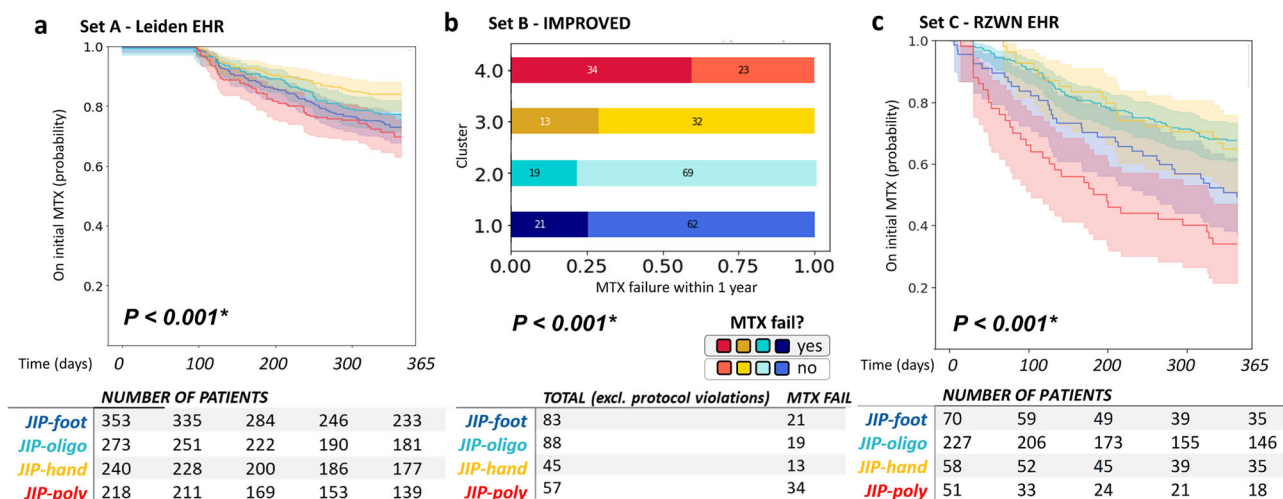 a
Set A - Leiden EHR
On initial MTX (probability)
1.0
0.8
0.6
0.4
0.2
P < 0.001*
Time (days)
0
100
200
300
365
NUMBER OF PATIENTS
JIP-foot 353 335 284 246 233
JIP-oligo 273 251 222 190 181
JIP-hand 240 228 200 186 177
JIP-poly 218 211 169 153 139
b
Set B - IMPROVED
Cluster
4.0 34 23
3.0 13 32
2.0 19 69
1.0 21 62
0.00 0.25 0.50 0.75 1.00
MTX failure within 1 year
P < 0.001*
MTX fail?
yes
no
TOTAL (excl. protocol violations) MTX FAIL
JIP-foot 83 21
JIP-oligo 88 19
JIP-hand 45 13
JIP-poly 57 34
c
Set C - RZWN EHR
On initial MTX (probability)
1.0
0.8
0.6
0.4
0.2
P < 0.001*
Time (days)
0
100
200
300
365
NUMBER OF PATIENTS
JIP-foot 70 59 49 39 35
JIP-oligo 227 206 173 155 146
JIP-hand 58 52 45 39 35
JIP-poly 51 33 24 21 18